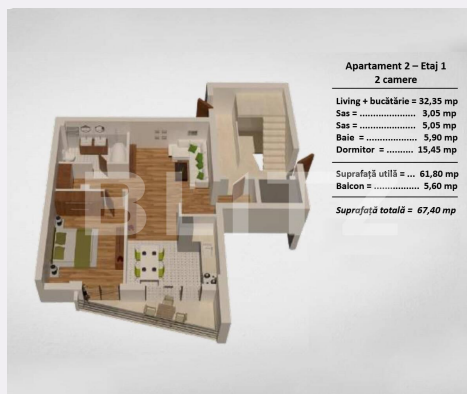 Apartament 2 – Etaj 1
2 camere
Living + bucătărie = 32,35 mp
Sas = ..................... 3,05 mp
Sas = ..................... 5,05 mp
Baie = ................... 5,90 mp
Dormitor = .......... 15,45 mp
Suprafață utilă = ... 61,80 mp
Balcon = ................. 5,60 mp
Suprafață totală = 67,40 mp
BLITZ